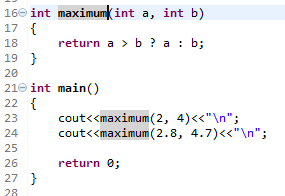 16 int maximum(int a, int b)
17 {
18     return a > b ? a : b;
19 }
20
21 int main()
22 {
23     cout<<maximum(2, 4)<<"\n";
24     cout<<maximum(2.8, 4.7)<<"\n";
25
26     return 0;
27 }
28